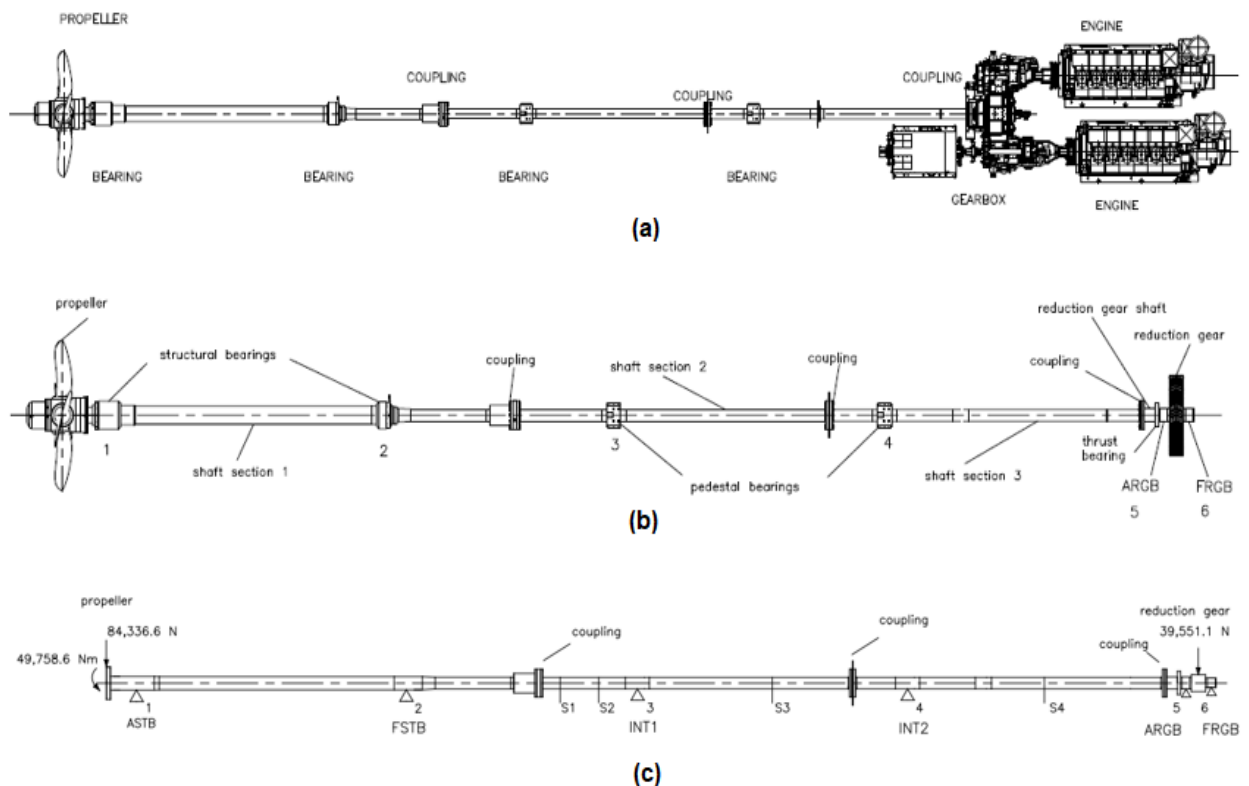 PROPELLER
ENGINE
COUPLING
COUPLING
COUPLING
BEARING
BEARING
BEARING
BEARING
GEARBOX
ENGINE
(a)
propeller
structural bearings
coupling
shaft section 2
coupling
reduction gear shaft
reduction gear
coupling
1
2
3
4
shaft section 1
pedestal bearings
shaft section 3
thrust
bearing
ARGB
FRGB
5
6
(b)
propeller
84,336.6 N
49,758.6 Nm
coupling
coupling
coupling
reduction gear
39,551.1 N
1
2
S1
S2
3
S3
4
S4
5
6
ASTB
FSTB
INT1
INT2
ARGB
FRGB
(c)